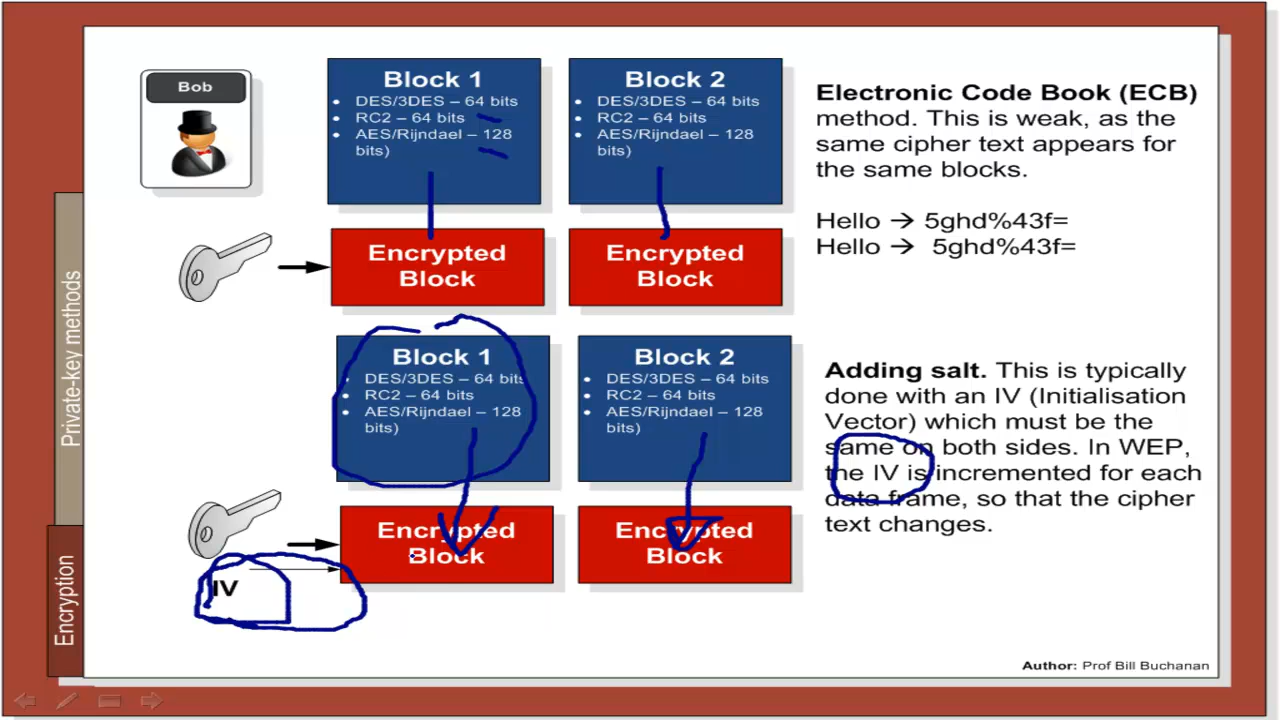 Bob
Block 1
• DES/3DES – 64 bits
• RC2 – 64 bits
• AES/Rijndael – 128
bits)
Block 2
• DES/3DES – 64 bits
• RC2 – 64 bits
• AES/Rijndael – 128
bits)
Electronic Code Book (ECB)
method. This is weak, as the
same cipher text appears for
the same blocks.
Hello → 5ghd%43f=
Hello → 5ghd%43f=
Encrypted
Block
Encrypted
Block
Block 1
• DES/3DES – 64 bits
• RC2 – 64 bits
• AES/Rijndael – 128
bits)
Block 2
• DES/3DES – 64 bits
• RC2 – 64 bits
• AES/Rijndael – 128
bits)
Adding salt. This is typically
done with an IV (Initialisation
Vector) which must be the
same on both sides. In WEP,
the IV is incremented for each
data frame, so that the cipher
text changes.
Encrypted
Block
Encrypted
Block
IV
Private-key methods
Encryption
Author: Prof Bill Buchanan